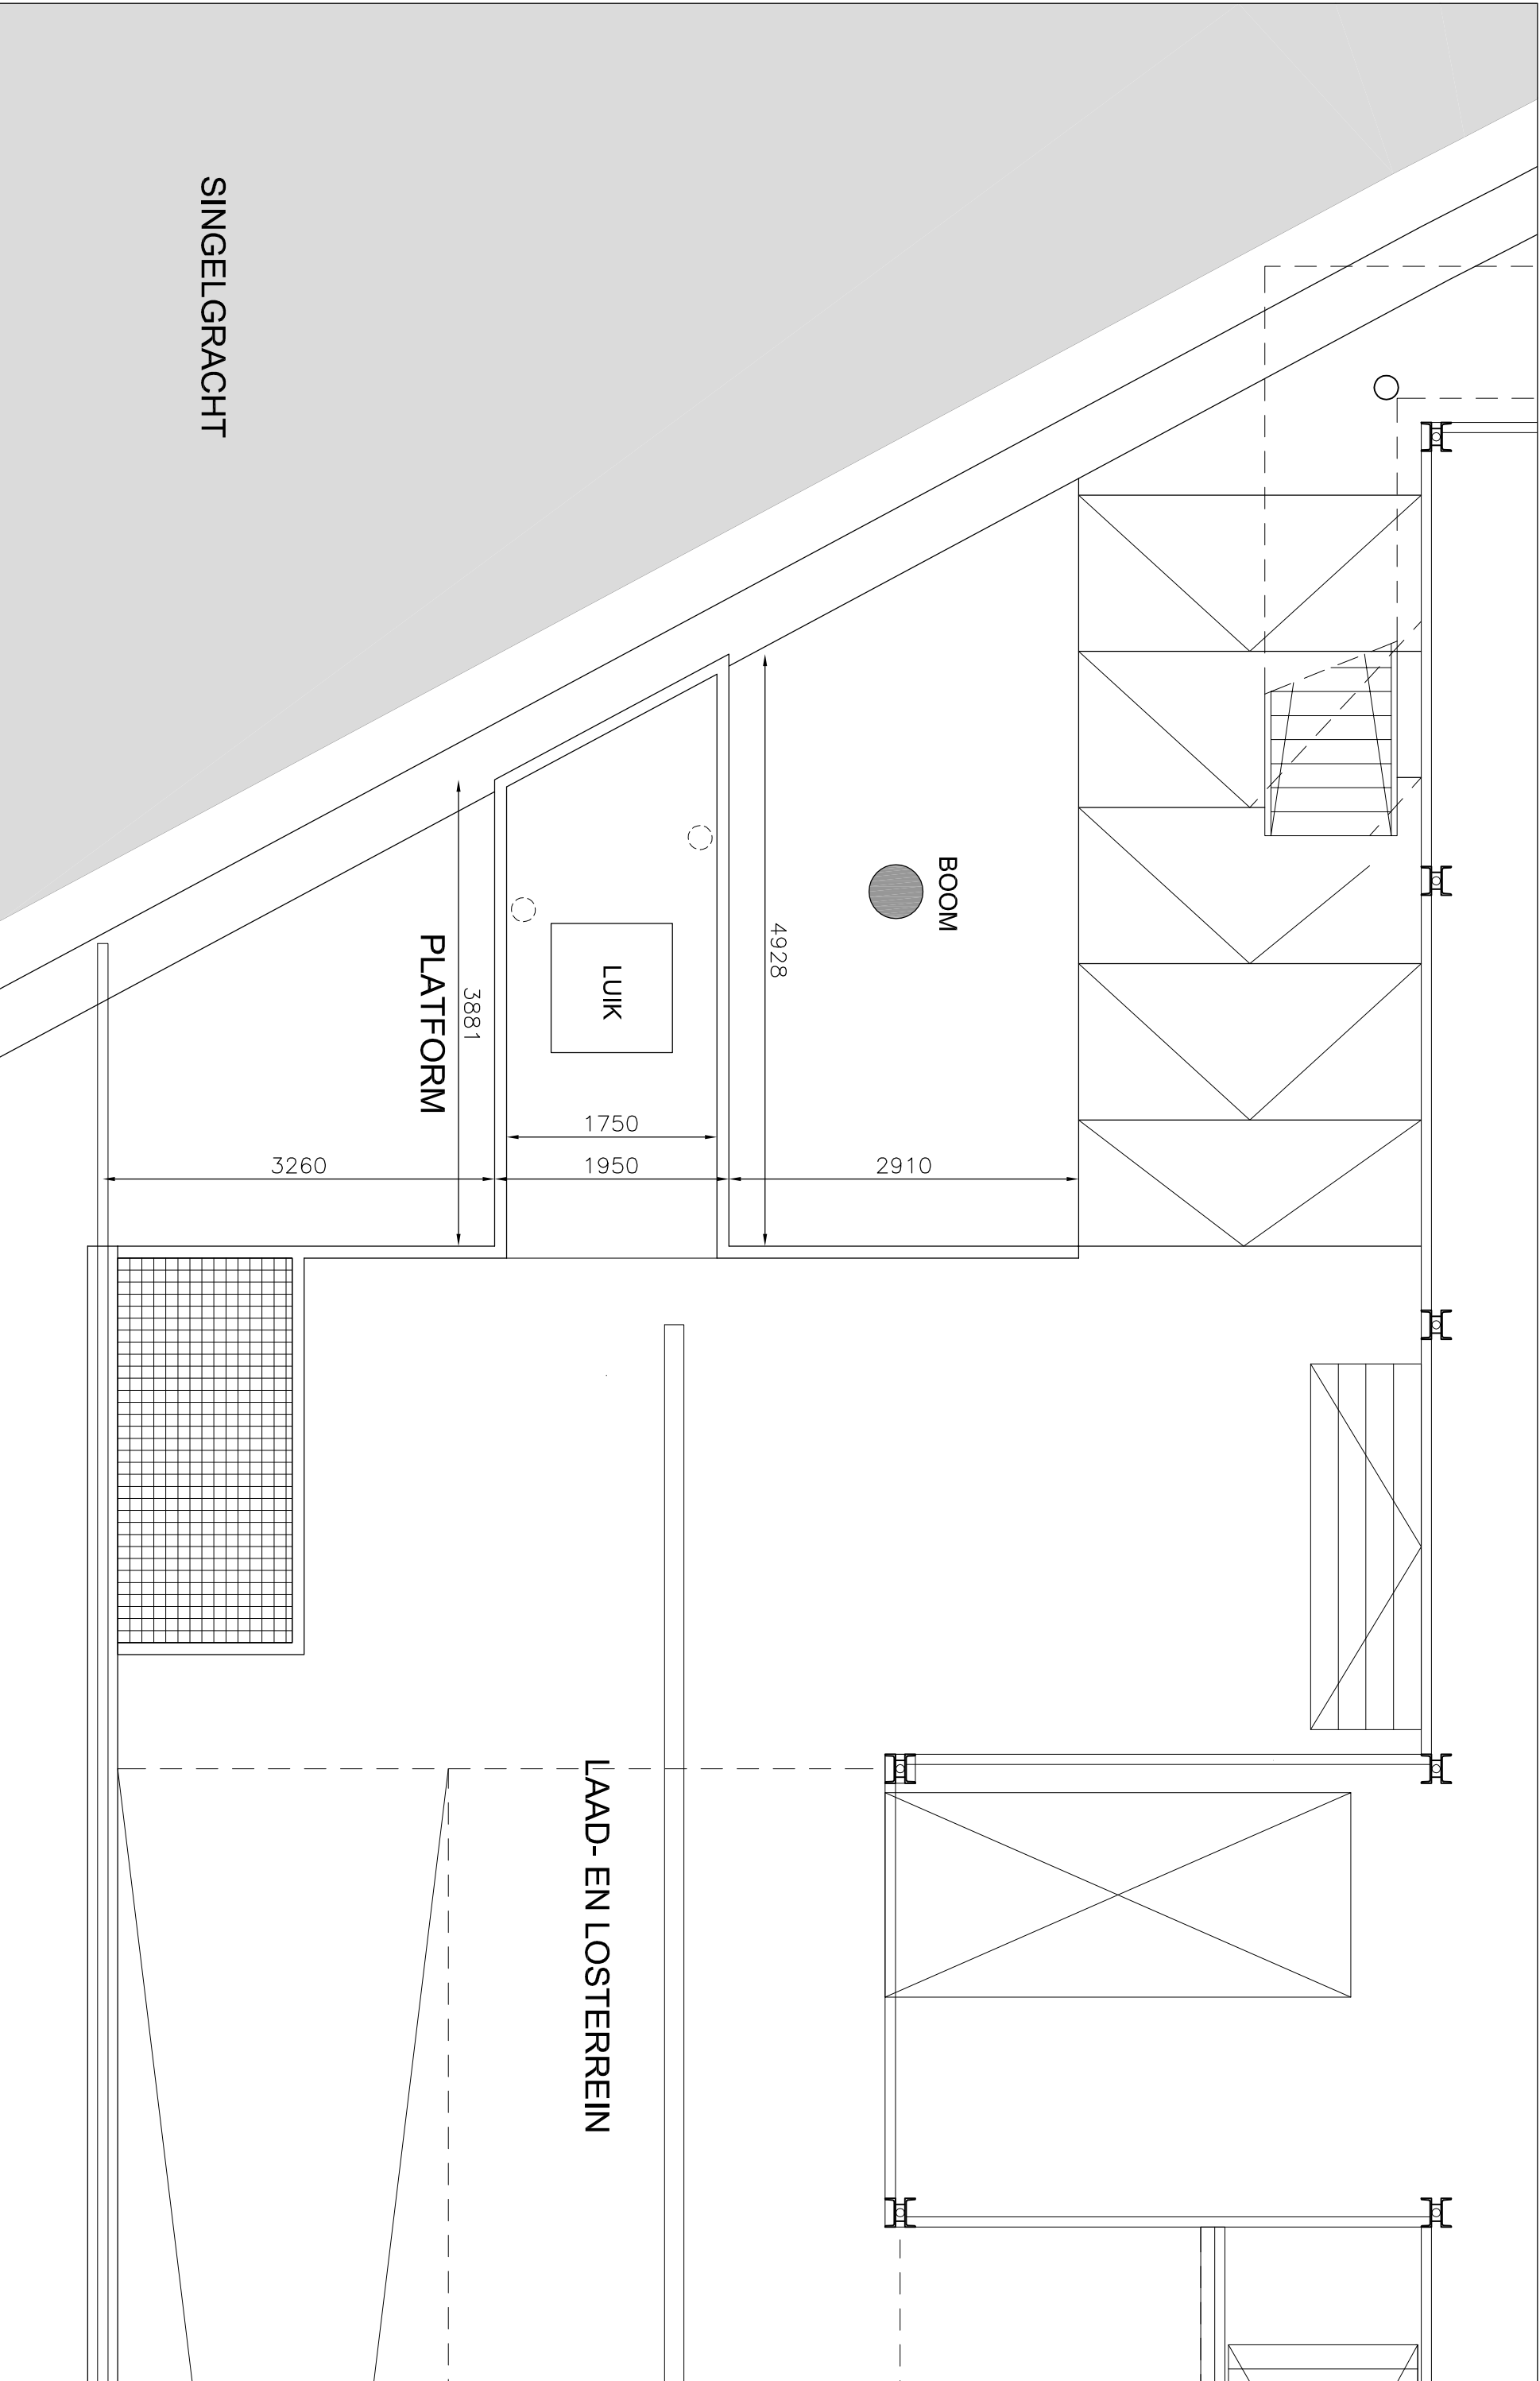 SINGELGRACHT
BOOM
4928
LUIK
PLATFORM
3881
1750
3260
1950
2910
LAAD- EN LOSTERREIN